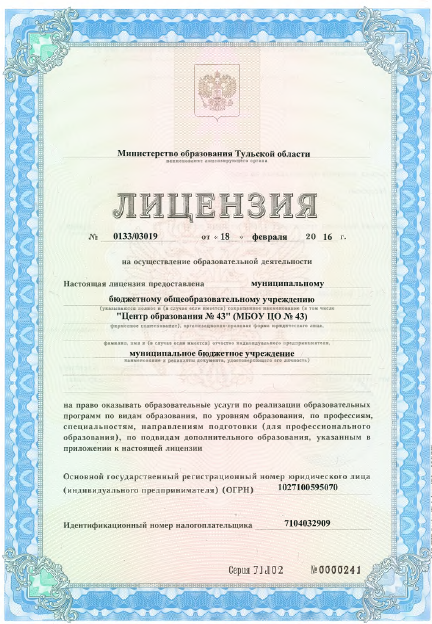 Министерство образования Тульской области
наименование лицензирующего органа
ЛИЦЕНЗИЯ
№ 0133/03019 от « 18 » февраля 20 16 г.
на осуществление образовательной деятельности
Настоящая лицензия предоставлена муниципальному
бюджетному общеобразовательному учреждению
(указываются полное и (в случае если имеется) сокращенное наименование (в том числе
"Центр образования № 43" (МБОУ ЦО № 43)
фирменное наименование), организационно-правовая форма юридического лица,
фамилия, имя и (в случае если имеется) отчество индивидуального предпринимателя,
муниципальное бюджетное учреждение
наименование и реквизиты документа, удостоверяющего его личность)
на право оказывать образовательные услуги по реализации образовательных
программ по видам образования, по уровням образования, по профессиям,
специальностям, направлениям подготовки (для профессионального
образования), по подвидам дополнительного образования, указанным в
приложении к настоящей лицензии
Основной государственный регистрационный номер юридического лица
(индивидуального предпринимателя) (ОГРН) 1027100595070
Идентификационный номер налогоплательщика 7104032909
Серия 71Л02 №0000241